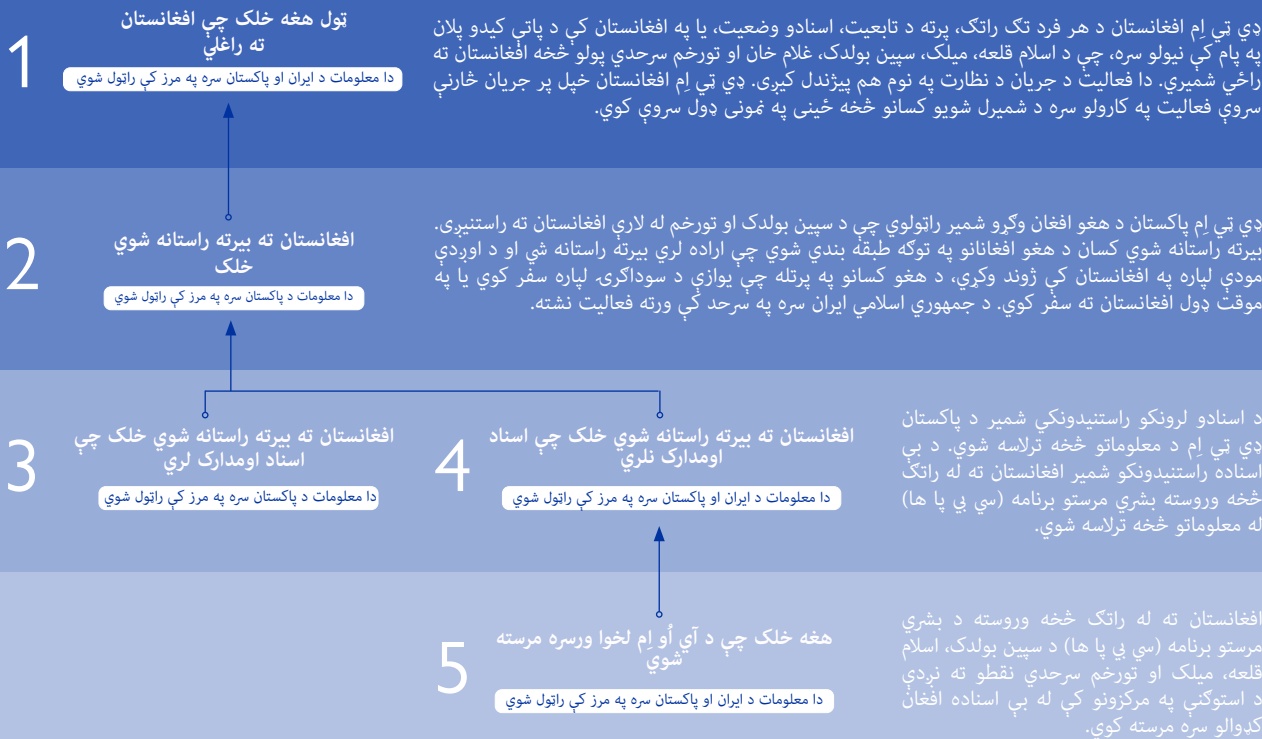 1
ټول هغه خلک چې افغانستان
ته راغلي
دا معلومات د ایران او پاکستان سره په مرز کې راټول شوي
ډي ټي اِم افغانستان د هر فرد تګ راتګ، پرته د تابعیت، اسنادو وضعیت، یا په افغانستان کې د پاتې کیدو پلان
په پام کې نیولو سره، چې د اسلام قلعه، میلک، سپین بولدک، غلام خان او تورخم سرحدي پولو څخه افغانستان ته
راځي شمیري. دا فعالیت د جریان د نظارت په نوم هم پیژندل کیږی. ډي ټي اِم افغانستان خپل پر جریان څارنې
سروې فعالیت په کارولو سره د شمیرل شویو کسانو څخه ځینی په نمونی ډول سروې کوي.
2
افغانستان ته بیرته راستانه شوي
خلک
دا معلومات د پاکستان سره په مرز کې راټول شوي
ډي ټي اِم پاکستان د هغو افغان وګړو شمیر راټولوي چې د سپین بولدک او تورخم له لارې افغانستان ته راستنیږی.
بیرته راستانه شوي کسان د هغو افغانانو په توګه طبقه بندي شوي چې اراده لري بیرته راستانه شي او د اوږدې
مودې لپاره په افغانستان کې ژوند وکړي، د هغو کسانو په پرتله چې یوازې د سوداګرۍ لپاره سفر کوي یا په
موقت ډول افغانستان ته سفر کوي. د جمهوري اسلامي ایران سره په سرحد کې ورته فعالیت نشته.
3
افغانستان ته بیرته راستانه شوي خلک چې
اسناد اومدارک لري
دا معلومات د پاکستان سره په مرز کې راټول شوي
4
افغانستان ته بیرته راستانه شوي خلک چې اسناد
اومدارک نلري
دا معلومات د ایران او پاکستان سره په مرز کې راټول شوي
د اسنادو لرونکو راستنیدونکي شمیر د پاکستان
ډي ټي اِم د معلوماتو څخه ترلاسه شوي. د بې
اسناده راستنیدونکو شمیر افغانستان ته له راتګ
څخه وروسته بشري مرستو برنامه (سي بي پا ها)
له معلوماتو څخه ترلاسه شوي.
5
هغه خلک چې د آي اُو اِم لخوا ورسره مرسته
شوي
دا معلومات د ایران او پاکستان سره په مرز کې راټول شوي
افغانستان ته له راتګ څخه وروسته د بشري
مرستو برنامه (سي بي پا ها) د سپین بولدک، اسلام
قلعه، میلک او تورخم سرحدي نقطو ته نږدې
د استوګنې په مرکزونو کې له بې اسناده افغان
کډوالو سره مرسته کوي.